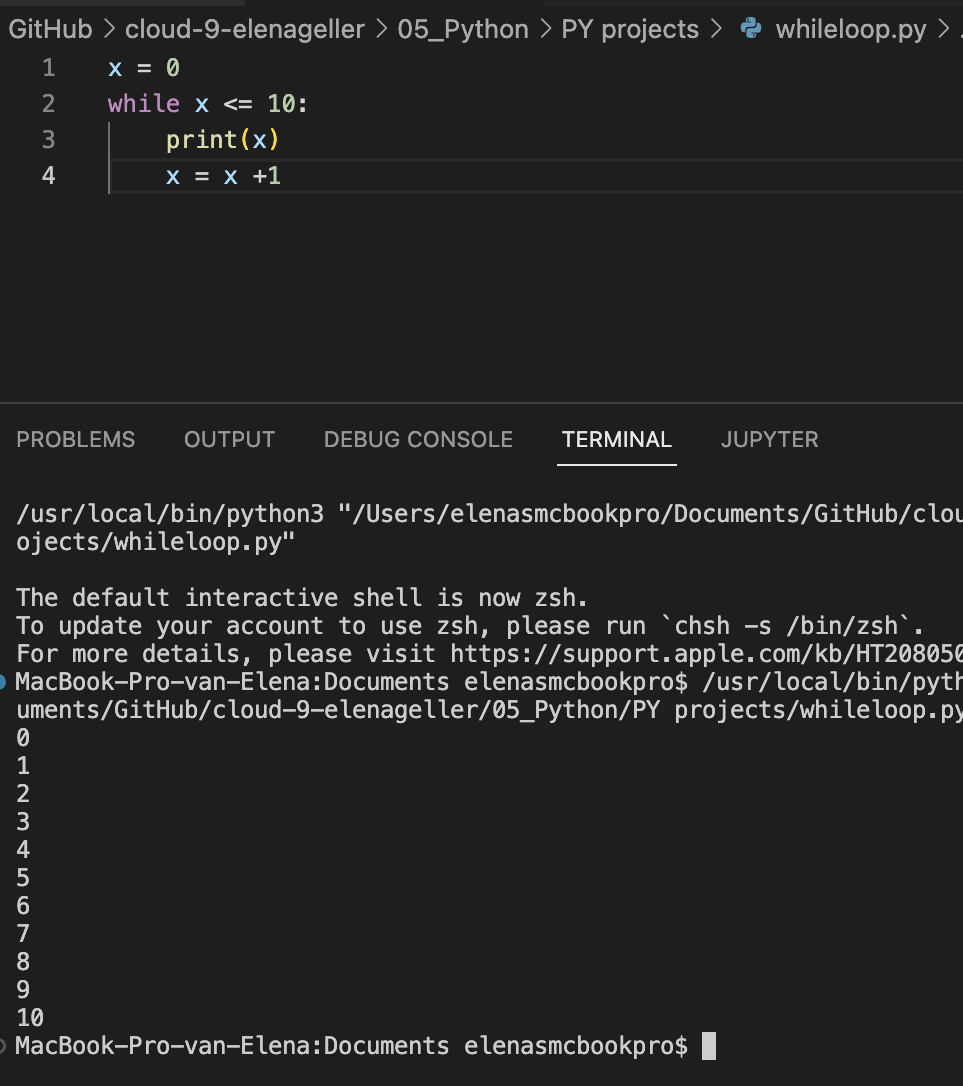 GitHub > cloud-9-elenageller > 05_Python > PY projects > whileloop.py > .
1 x = 0
2 while x <= 10:
3     print(x)
4     x = x +1
PROBLEMS OUTPUT DEBUG CONSOLE TERMINAL JUPYTER
/usr/local/bin/python3 "/Users/elenasmcbookpro/Documents/GitHub/clou
ojects/whileloop.py"
The default interactive shell is now zsh.
To update your account to use zsh, please run `chsh -s /bin/zsh`.
For more details, please visit https://support.apple.com/kb/HT208050
MacBook-Pro-van-Elena:Documents elenasmcbookpro$ /usr/local/bin/pyth
uments/GitHub/cloud-9-elenageller/05_Python/PY projects/whileloop.py
0
1
2
3
4
5
6
7
8
9
10
MacBook-Pro-van-Elena:Documents elenasmcbookpro$